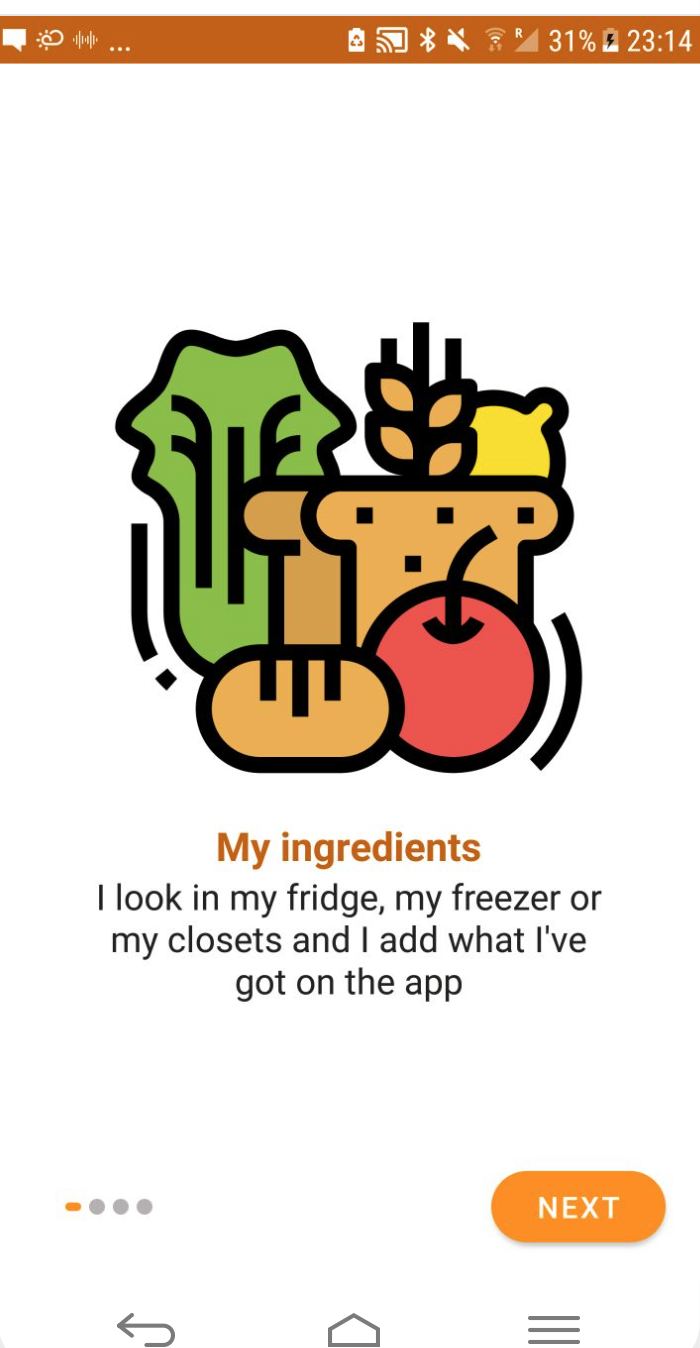 ... R 31% 23:14
My ingredients
I look in my fridge, my freezer or
my closets and I add what I've
got on the app
NEXT